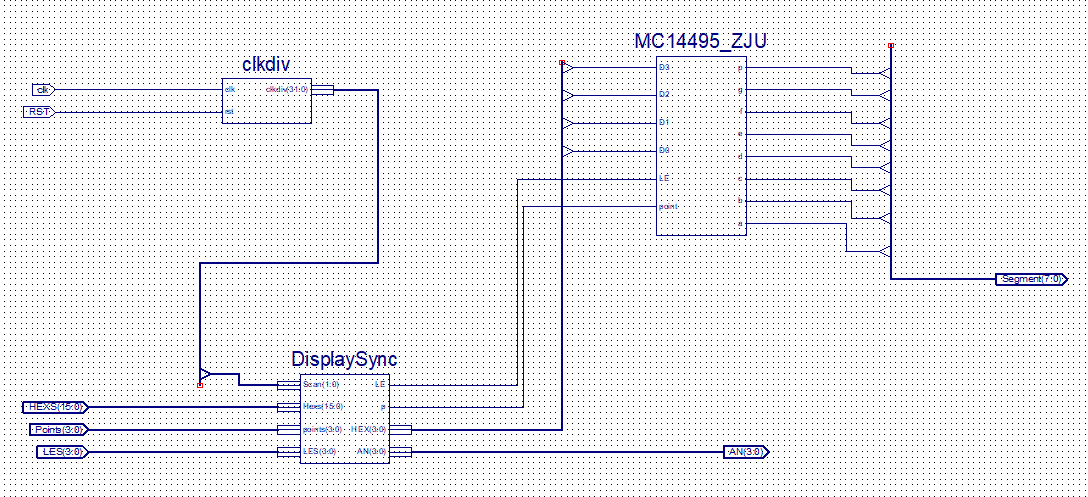 MC14495_ZJU
clkdiv
D3
p
clk
clk
clkdiv(31:0)
D2
g
RST
rst
D1
f
e
D0
d
LE
c
b
point
a
Segment(7:0)
DisplaySync
Scan(1:0)
LE
HEXS(15:0)
Hexs(15:0)
p
Points(3:0)
points(3:0)
HEX(3:0)
LES(3:0)
LES(3:0)
AN(3:0)
AN(3:0)